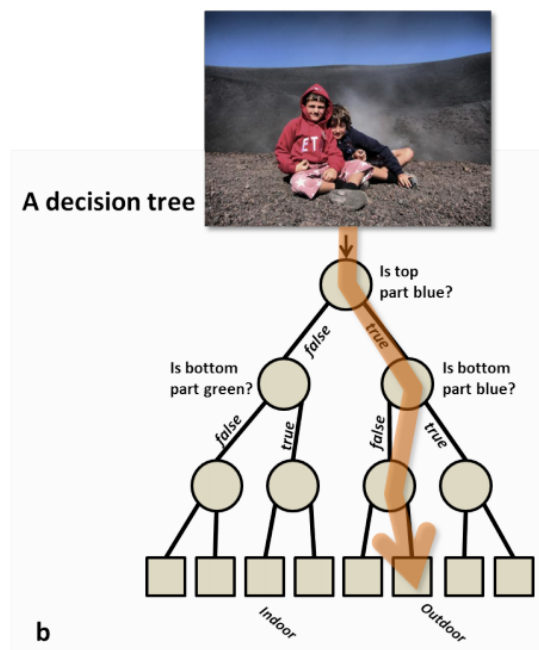 ET
A decision tree
Is top
part blue?
false
true
Is bottom
part green?
Is bottom
part blue?
false
true
false
true
Indoor
Outdoor
b